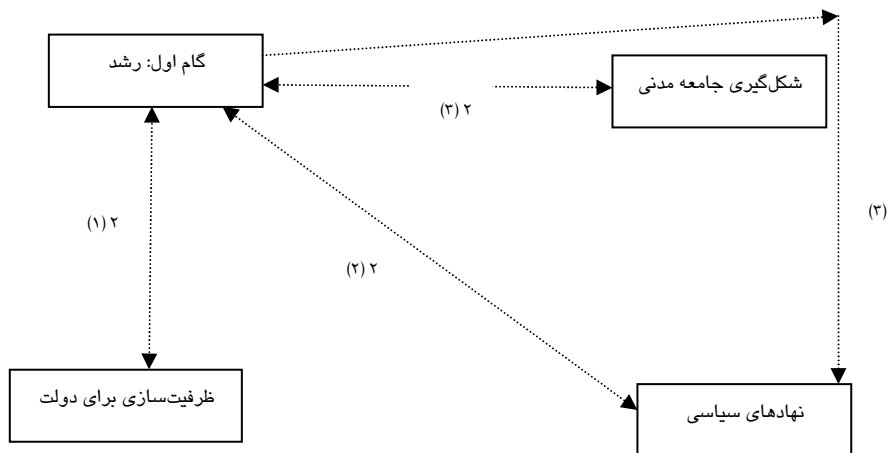 گام اول: رشد
شکل‌گیری جامعه مدنی
۲ (۳)
(۳)
۲ (۱)
۲ (۲)
ظرفیت‌سازی برای دولت
نهادهای سیاسی